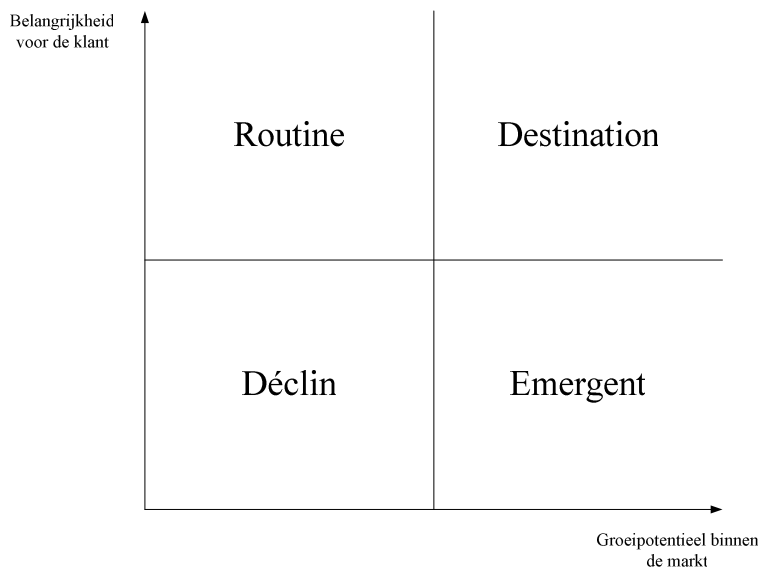 Belangrijkheid
voor de klant
Routine
Destination
Déclin
Emergent
Groeipotentieel binnen
de markt